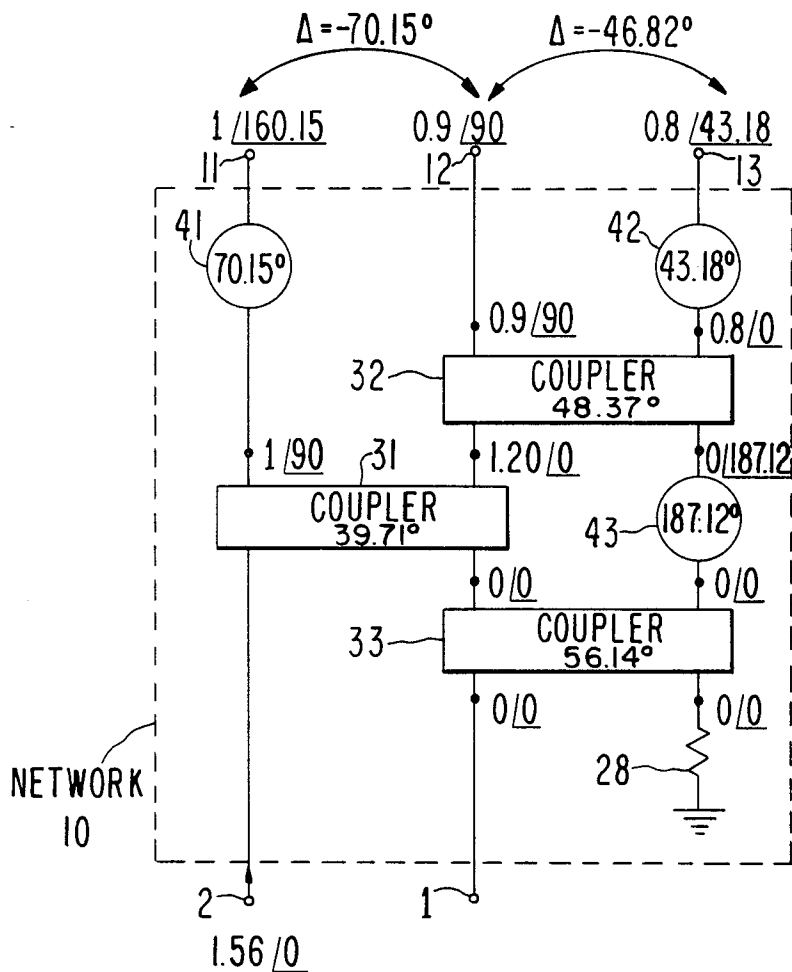 Δ=-70.15° Δ=-46.82°
1/160.15 0.9/90 0.8/43.18
11 12 13
41 42
70.15° 43.18°
0.9/90 0.8/0
32 COUPLER
48.37°
1/90 31 1.20/0 0/187.12
COUPLER 187.12°
39.71° 43
0/0 0/0
33 COUPLER
56.14°
0/0 0/0
28
NETWORK
10
2 1
1.56/0